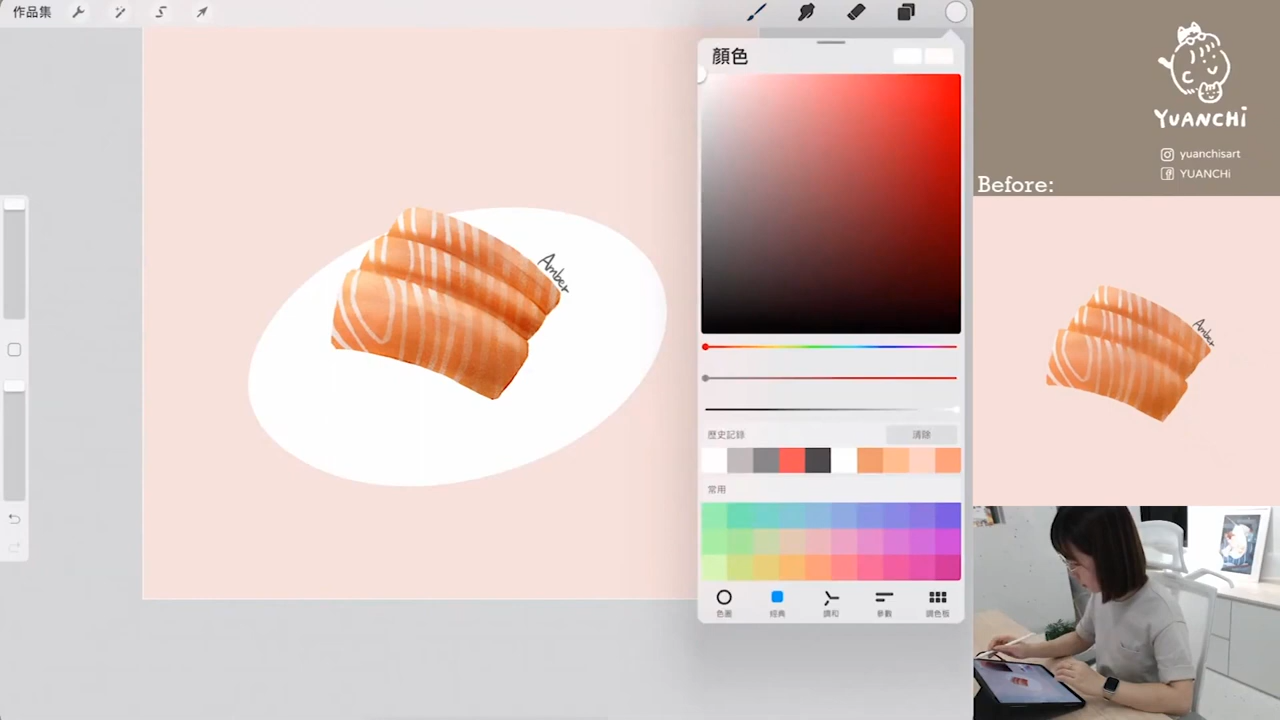 作品集
顏色
Amber
歷史記錄
清除
常用
色圈
經典
調和
參數
調色板
YUANCHi
yuanchisart
YUANCHi
Before:
Amber